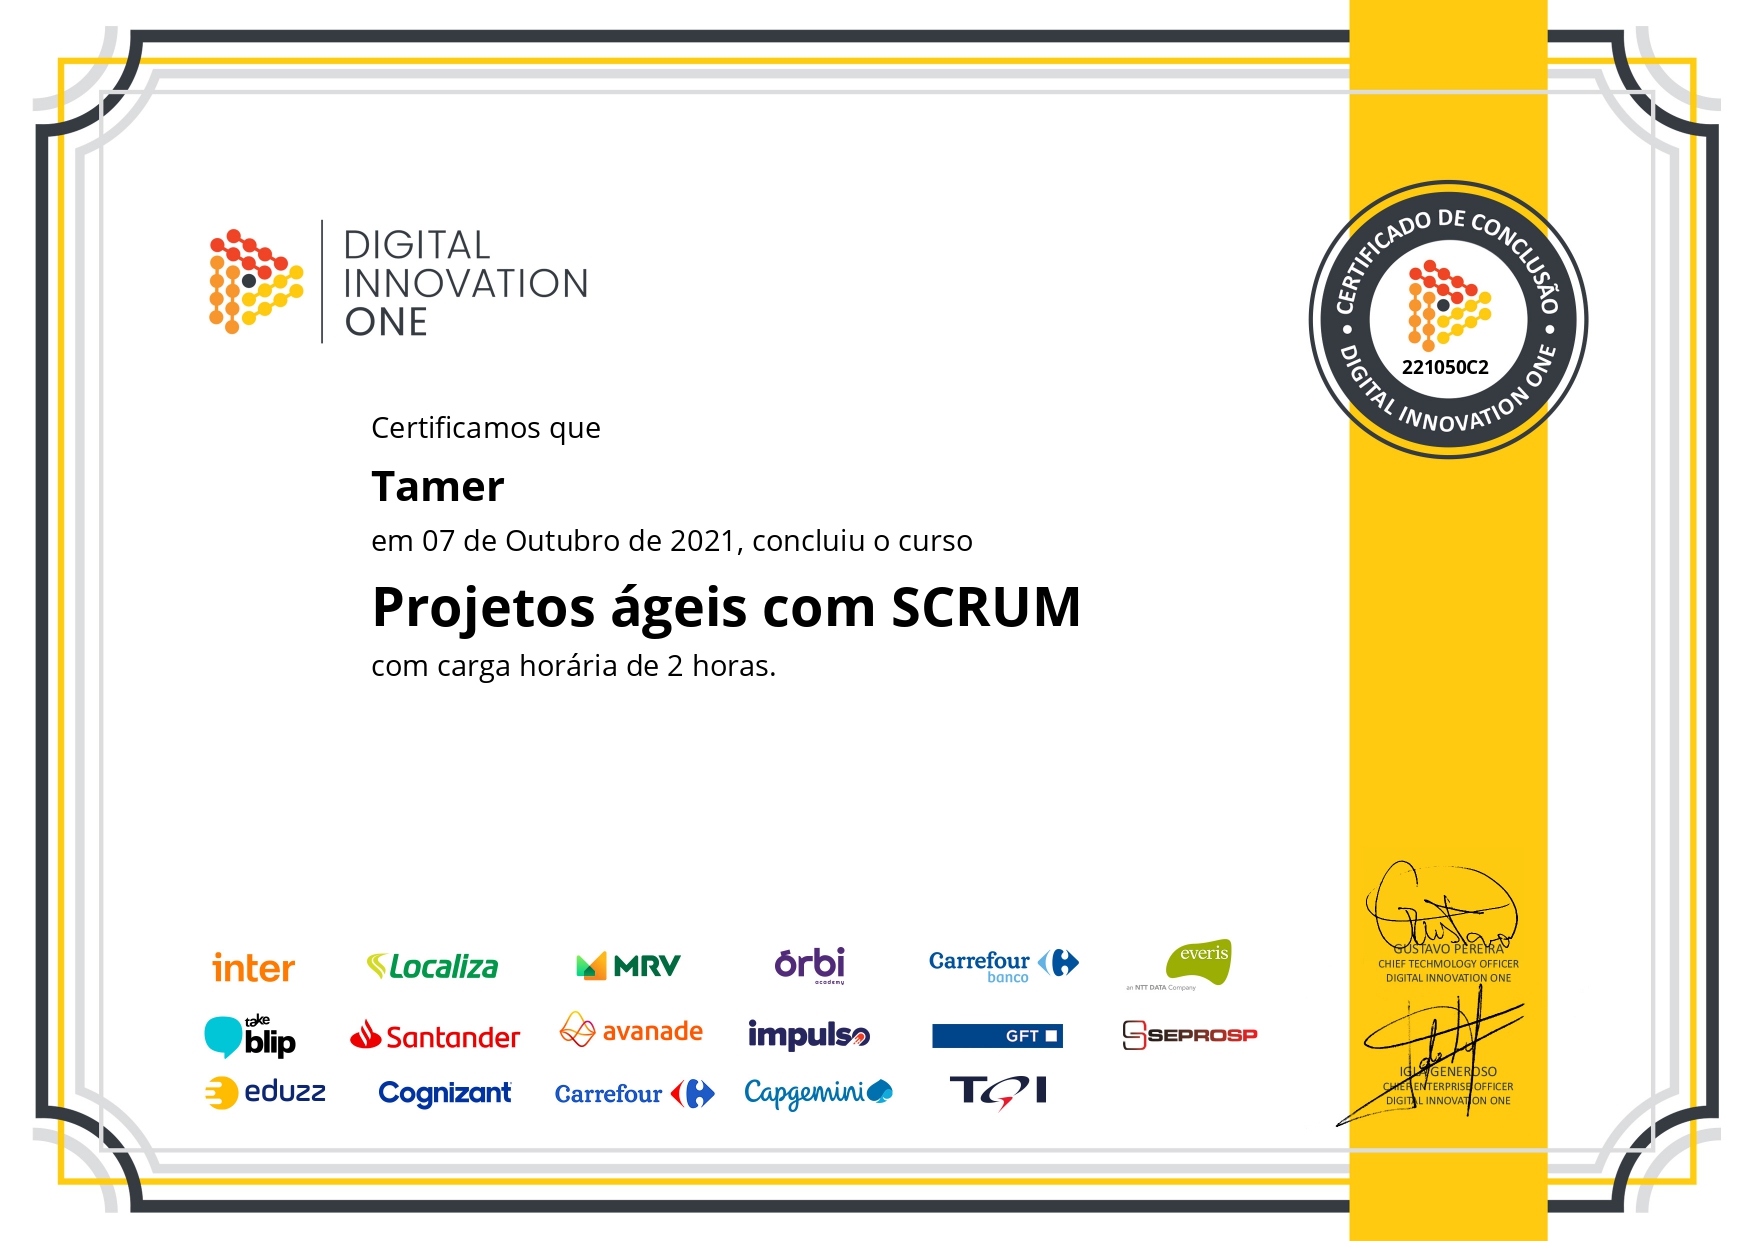 DIGITAL
INNOVATION
ONE
CERTIFICADO DE CONCLUSÃO
221050C2
DIGITAL INNOVATION ONE
Certificamos que
Tamer
em 07 de Outubro de 2021, concluiu o curso
Projetos ágeis com SCRUM
com carga horária de 2 horas.
inter
Localiza
MRV
órbi
academy
Carrefour
banco
everis
an NTT DATA Company
take
blip
Santander
avanade
impulso
GFT
SEPROSP
eduzz
Cognizant
Carrefour
Capgemini
TQI
Gustavo
GUSTAVO PEREIRA
CHIEF TECHMOLOGY OFFICER
DIGITAL INNOVATION ONE
IGLA GENEROSO
CHIEF ENTERPRISE OFFICER
DIGITAL INNOVATION ONE